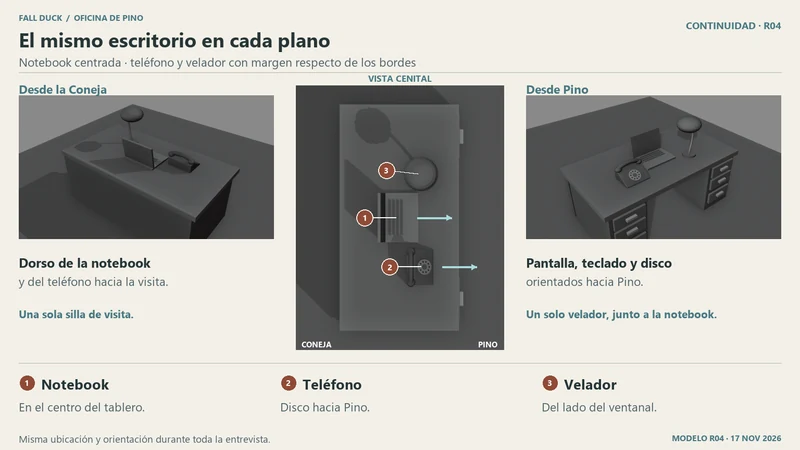 FALL DUCK / OFICINA DE PINO
CONTINUIDAD · R04
El mismo escritorio en cada plano
Notebook centrada · teléfono y velador con margen respecto de los bordes
VISTA CENITAL
Desde la Coneja
Desde Pino
3
1
2
CONEJA
PINO
Dorso de la notebook
y del teléfono hacia la visita.
Una sola silla de visita.
Pantalla, teclado y disco
orientados hacia Pino.
Un solo velador, junto a la notebook.
1 Notebook
En el centro del tablero.
2 Teléfono
Disco hacia Pino.
3 Velador
Del lado del ventanal.
Misma ubicación y orientación durante toda la entrevista.
MODELO R04 · 17 NOV 2026